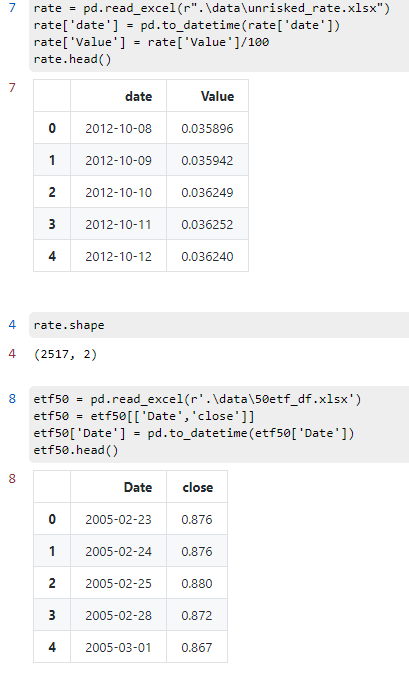 7 rate = pd.read_excel(r".\data\unrisked_rate.xlsx")
rate['date'] = pd.to_datetime(rate['date'])
rate['Value'] = rate['Value']/100
rate.head()
7
date Value
0 2012-10-08 0.035896
1 2012-10-09 0.035942
2 2012-10-10 0.036249
3 2012-10-11 0.036252
4 2012-10-12 0.036240
4 rate.shape
4 (2517, 2)
8 etf50 = pd.read_excel(r'.\data\50etf_df.xlsx')
etf50 = etf50[['Date','close']]
etf50['Date'] = pd.to_datetime(etf50['Date'])
etf50.head()
8
Date close
0 2005-02-23 0.876
1 2005-02-24 0.876
2 2005-02-25 0.880
3 2005-02-28 0.872
4 2005-03-01 0.867